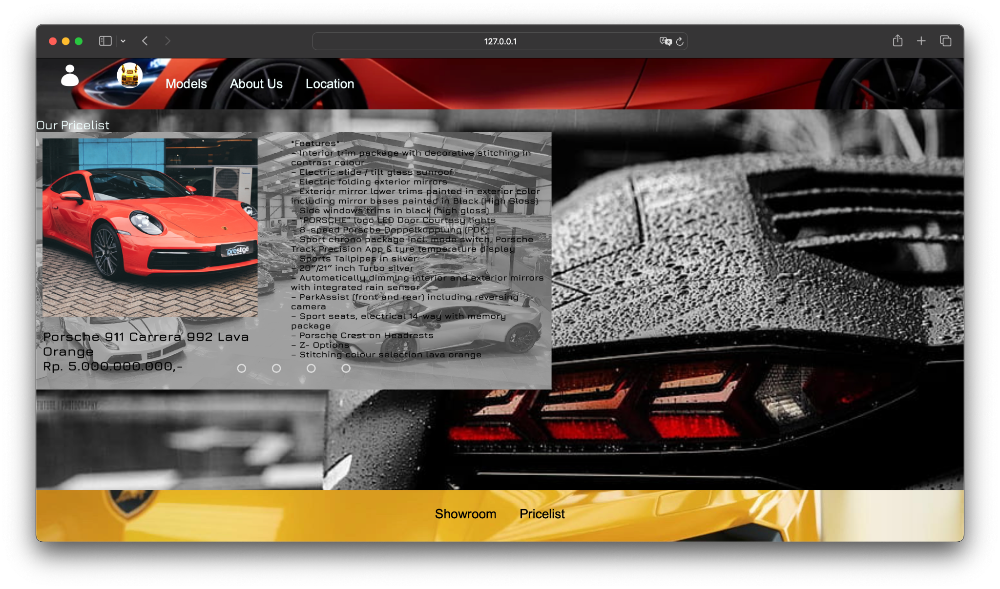 127.0.0.1
Models About Us Location
Our Pricelist
prestige
*Features*
– Interior trim package with decorative stitching in
contrast colour
– Electric slide / tilt glass sunroof
– Electric folding exterior mirrors
– Exterior mirror lower trims painted in exterior color
including mirror bases painted in Black (High Gloss)
– Side windows trims in black (high gloss)
– "PORSCHE" logo LED Door Courtesy lights
– 8-speed Porsche Doppelkupplung (PDK)
– Sport chrono package incl. mode switch, Porsche
Track Precision App & tyre temperature display
– Sports Tailpipes in silver
– 20″/21″ inch Turbo silver
– Automatically dimming interior and exterior mirrors
with integrated rain sensor
– ParkAssist (front and rear) including reversing
camera
– Sport seats, electrical 14-way with memory
package
– Porsche Crest on Headrests
– Z- Options
– Stitching colour selection lava orange
Porsche 911 Carrera 992 Lava
Orange
Rp. 5.000.000.000,-
FUTURE | PHOTOGRAPHY
Showroom Pricelist